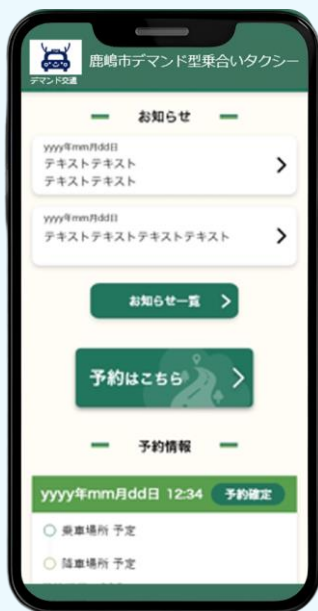 鹿嶋市デマンド型乗合いタクシー
デマンド交通
お知らせ
yyyy年mm月dd日
テキストテキスト
テキストテキスト
yyyy年mm月dd日
テキストテキストテキストテキスト
お知らせ一覧
予約はこちら
予約情報
yyyy年mm月dd日 12:34 予約確定
乗車場所 予定
降車場所 予定